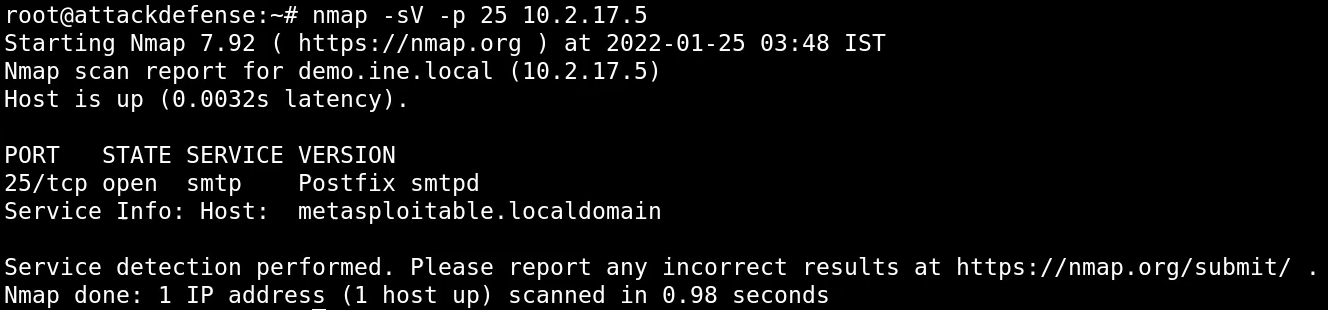 root@attackdefense:~# nmap -sV -p 25 10.2.17.5
Starting Nmap 7.92 ( https://nmap.org ) at 2022-01-25 03:48 IST
Nmap scan report for demo.ine.local (10.2.17.5)
Host is up (0.0032s latency).

PORT   STATE SERVICE VERSION
25/tcp open  smtp    Postfix smtpd
Service Info: Host:  metasploitable.localdomain

Service detection performed. Please report any incorrect results at https://nmap.org/submit/ .
Nmap done: 1 IP address (1 host up) scanned in 0.98 seconds